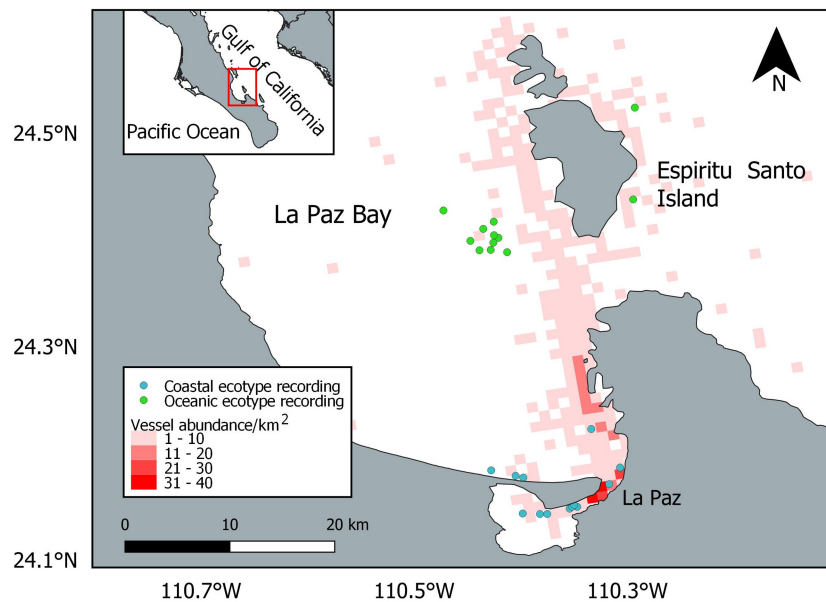 Gulf of California
Pacific Ocean
N
24.5°N
Espiritu Santo
Island
La Paz Bay
24.3°N
Coastal ecotype recording
Oceanic ecotype recording
Vessel abundance/km²
1 - 10
11 - 20
21 - 30
31 - 40
La Paz
0 10 20 km
24.1°N
110.7°W 110.5°W 110.3°W